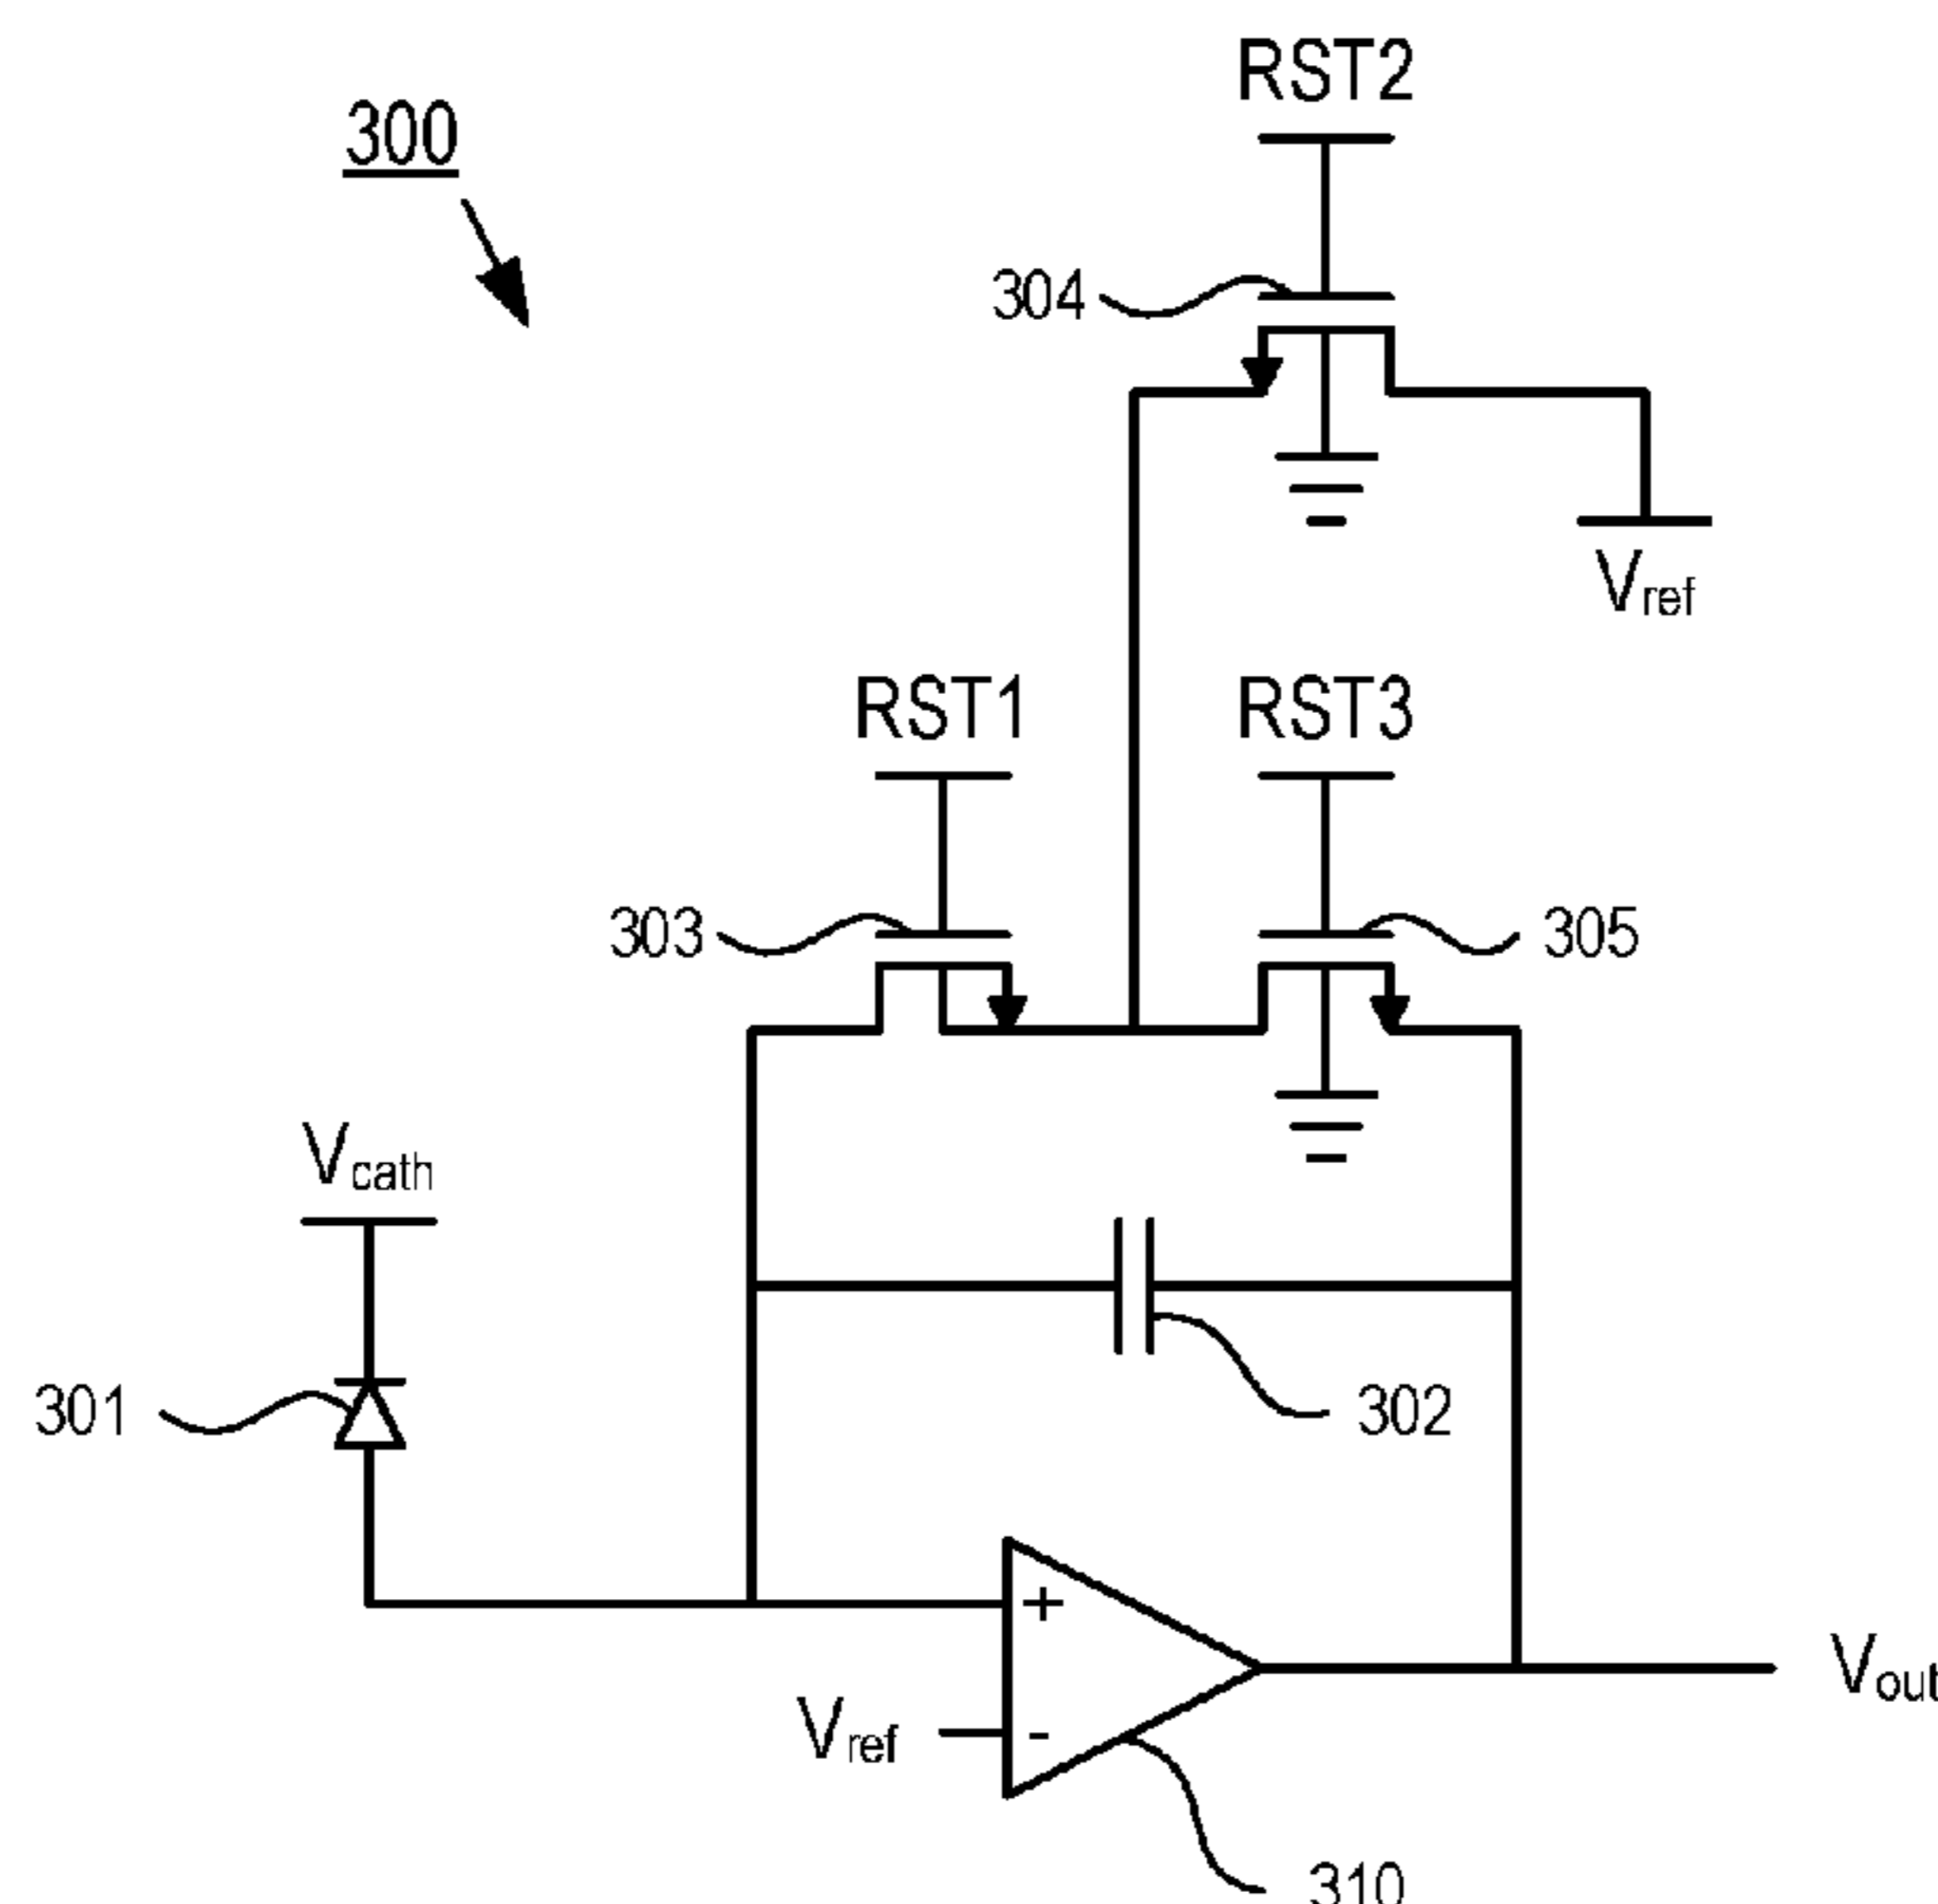 RST2
300
304
Vref
RST1
RST3
303
305
Vcath
301
302
+
Vref
-
Vout
310